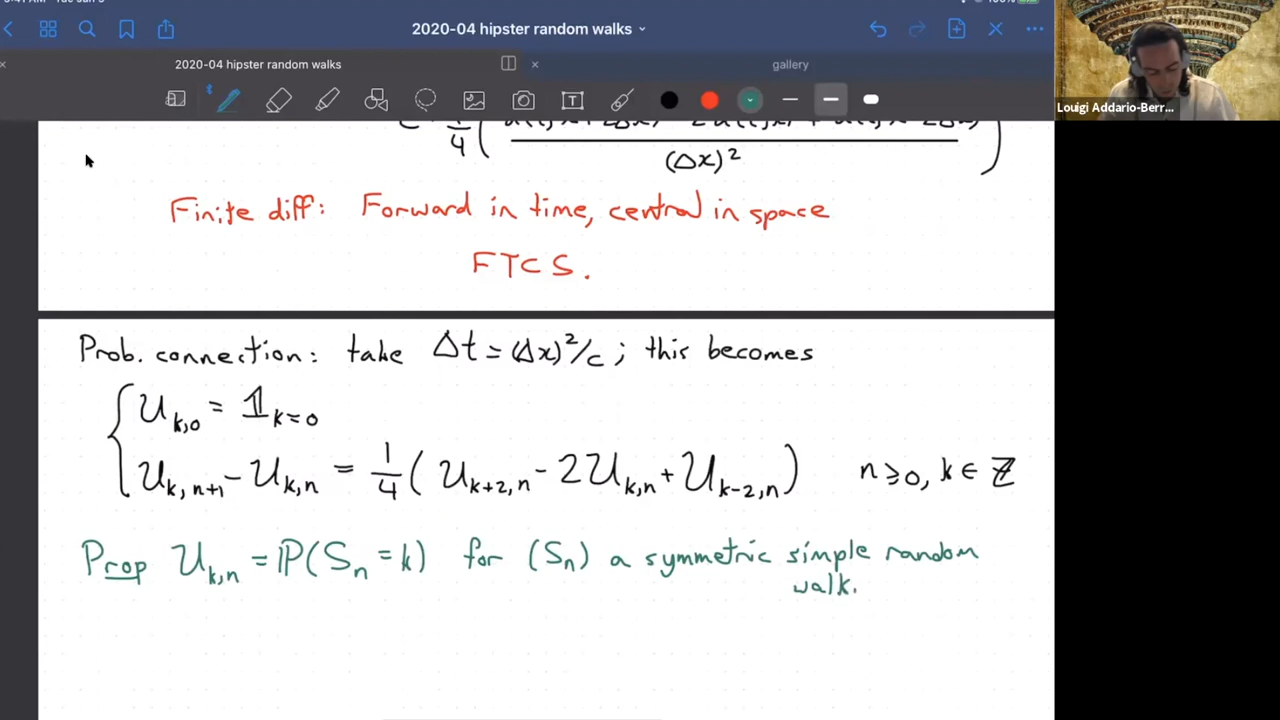 2020-04 hipster random walks
2020-04 hipster random walks
gallery
Louigi Addario-Berr...
1/4 (
(Δx)²
Finite diff: Forward in time, central in space
FTCS.
Prob. connection: take Δt = (Δx)²/c ; this becomes
U_{k,0} = 𝟙_{k=0}
U_{k,n+1} - U_{k,n} = 1/4 ( U_{k+2,n} - 2U_{k,n} + U_{k-2,n} ) n ≥ 0, k ∈ ℤ
Prop U_{k,n} = ℙ(S_n = k) for (S_n) a symmetric simple random
walk.